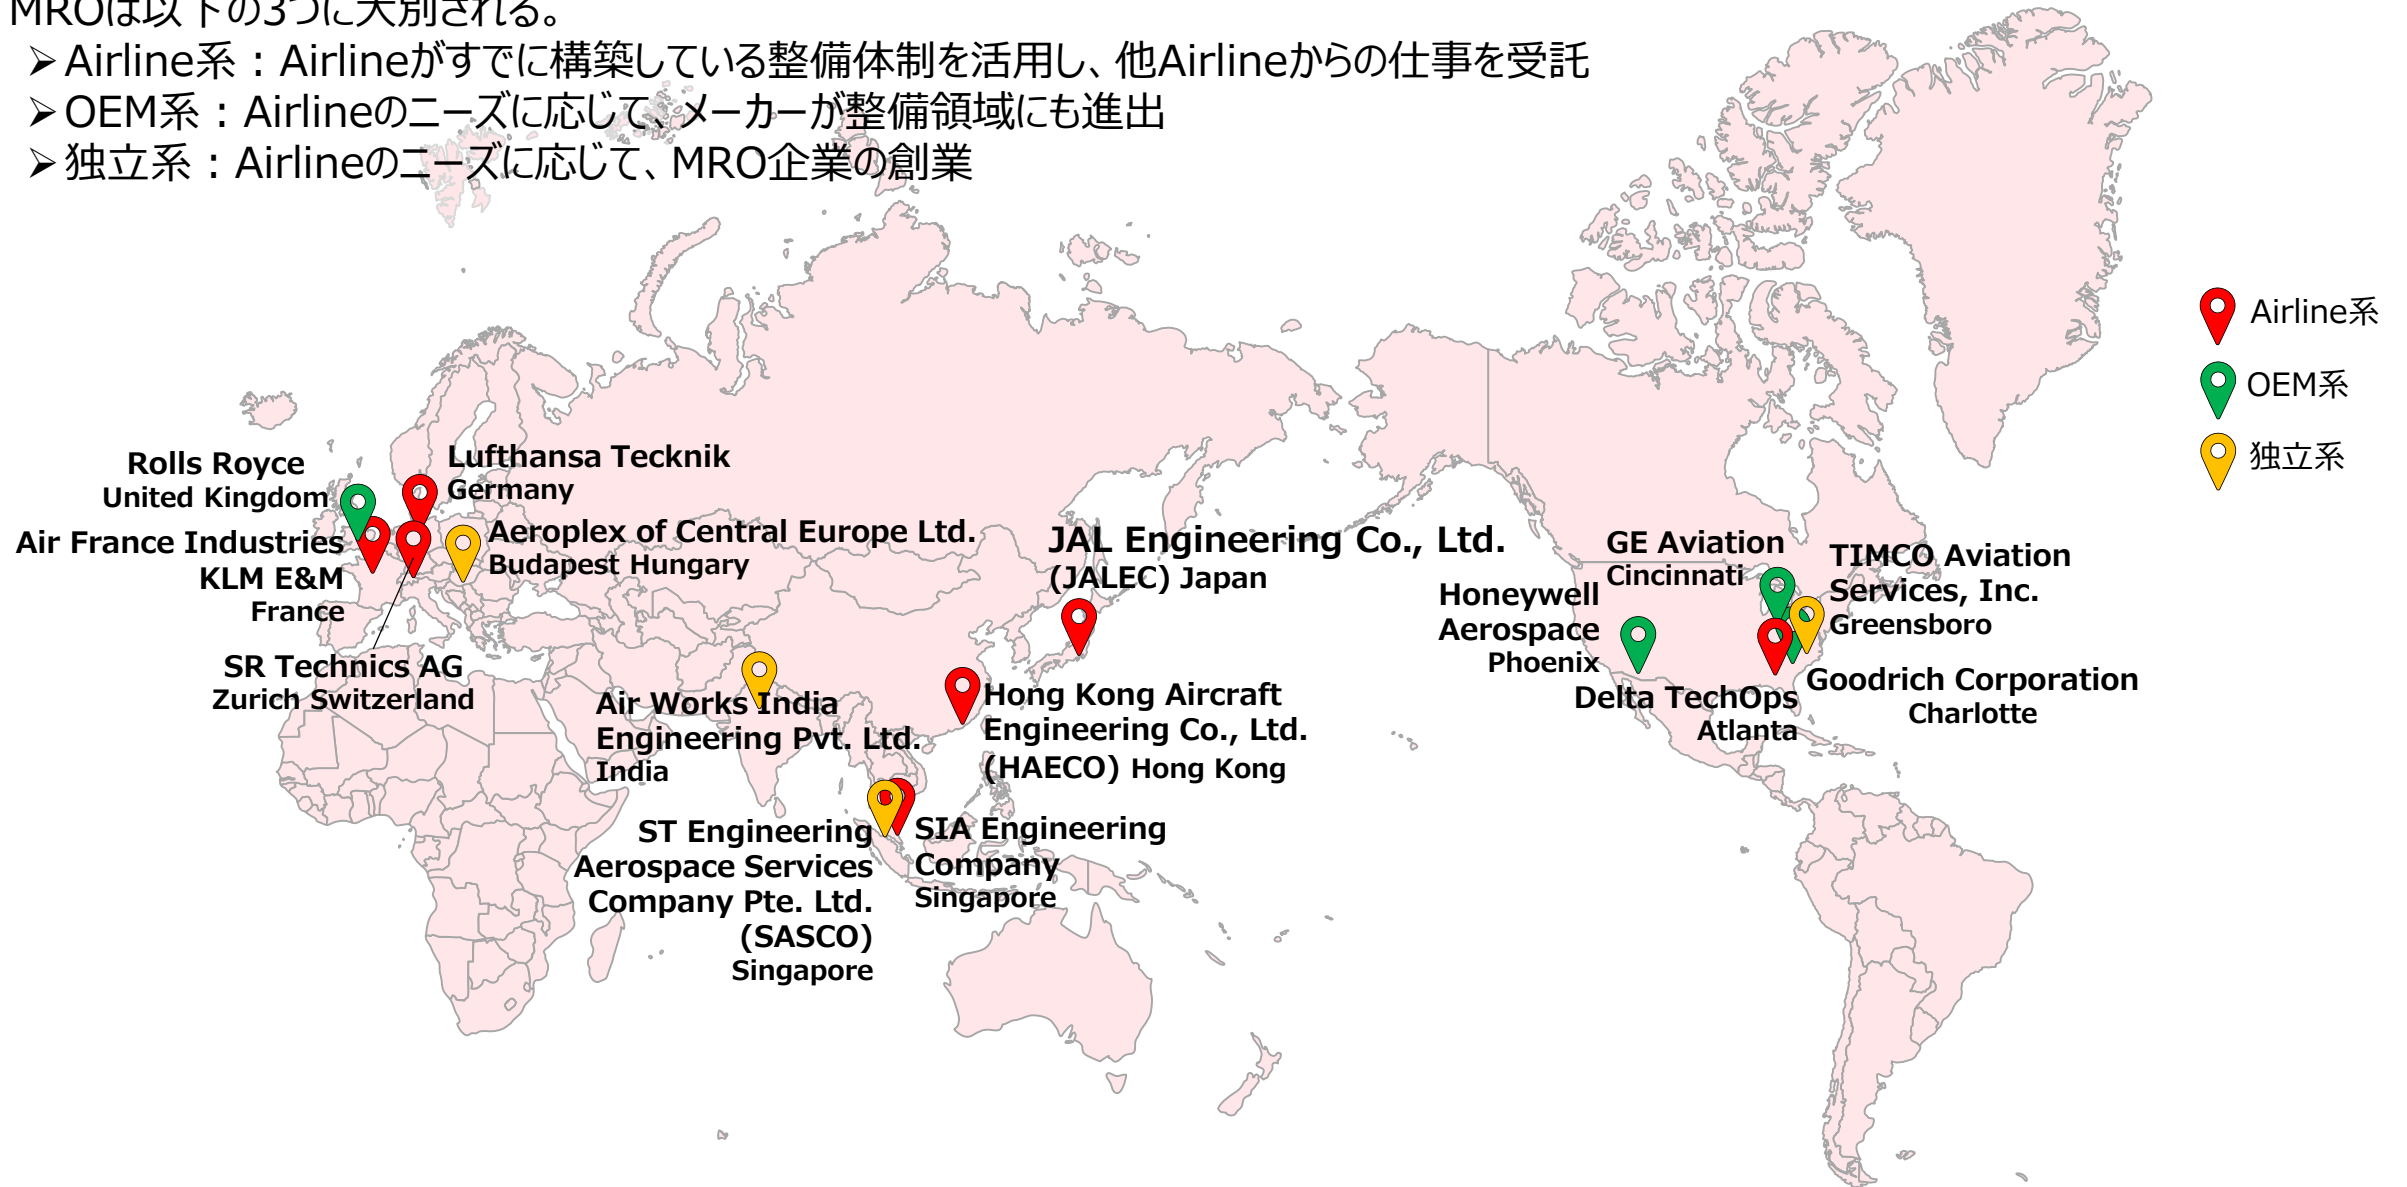 MROは以下の3つに大別される。
➢Airline系：Airlineがすでに構築している整備体制を活用し、他Airlineからの仕事を受託
➢OEM系：Airlineのニーズに応じて、メーカーが整備領域にも進出
➢独立系：Airlineのニーズに応じて、MRO企業の創業
Airline系
OEM系
独立系
Rolls Royce
United Kingdom
Lufthansa Tecknik
Germany
Air France Industries
KLM E&M
France
Aeroplex of Central Europe Ltd.
Budapest Hungary
SR Technics AG
Zurich Switzerland
JAL Engineering Co., Ltd.
(JALEC) Japan
Air Works India
Engineering Pvt. Ltd.
India
Hong Kong Aircraft
Engineering Co., Ltd.
(HAECO) Hong Kong
ST Engineering
Aerospace Services
Company Pte. Ltd.
(SASCO)
Singapore
SIA Engineering
Company
Singapore
GE Aviation
Cincinnati
TIMCO Aviation
Services, Inc.
Greensboro
Honeywell
Aerospace
Phoenix
Delta TechOps
Atlanta
Goodrich Corporation
Charlotte